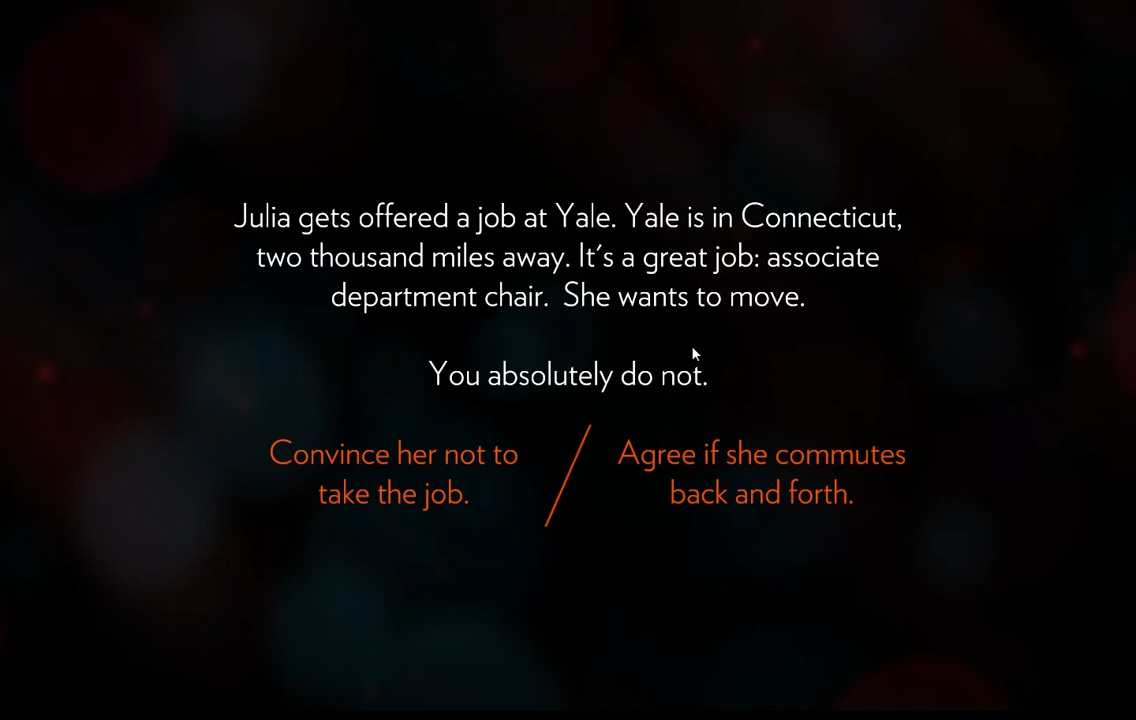 Julia gets offered a job at Yale. Yale is in Connecticut,
two thousand miles away. It's a great job: associate
department chair.  She wants to move.
You absolutely do not.
Convince her not to
take the job.
Agree if she commutes
back and forth.